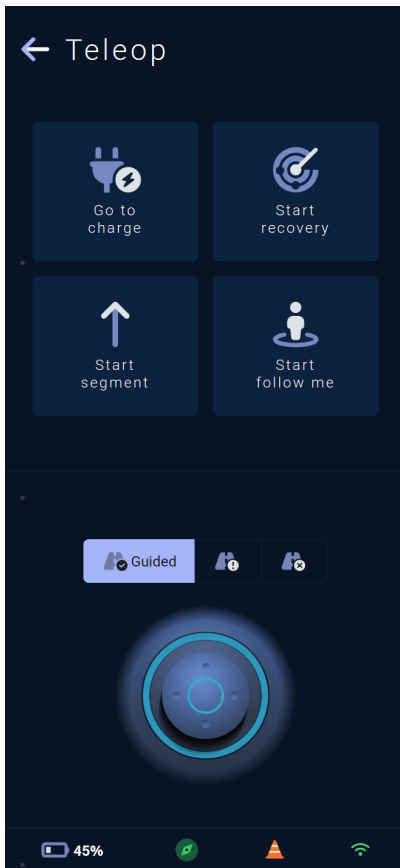 Teleop
Go to
charge
Start
recovery
Start
segment
Start
follow me
Guided
45%